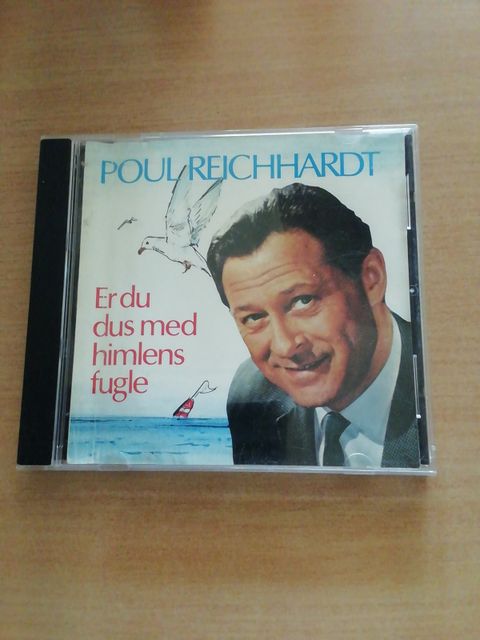 POUL REICHHARDT
Er du
dus med
himlens
fugle